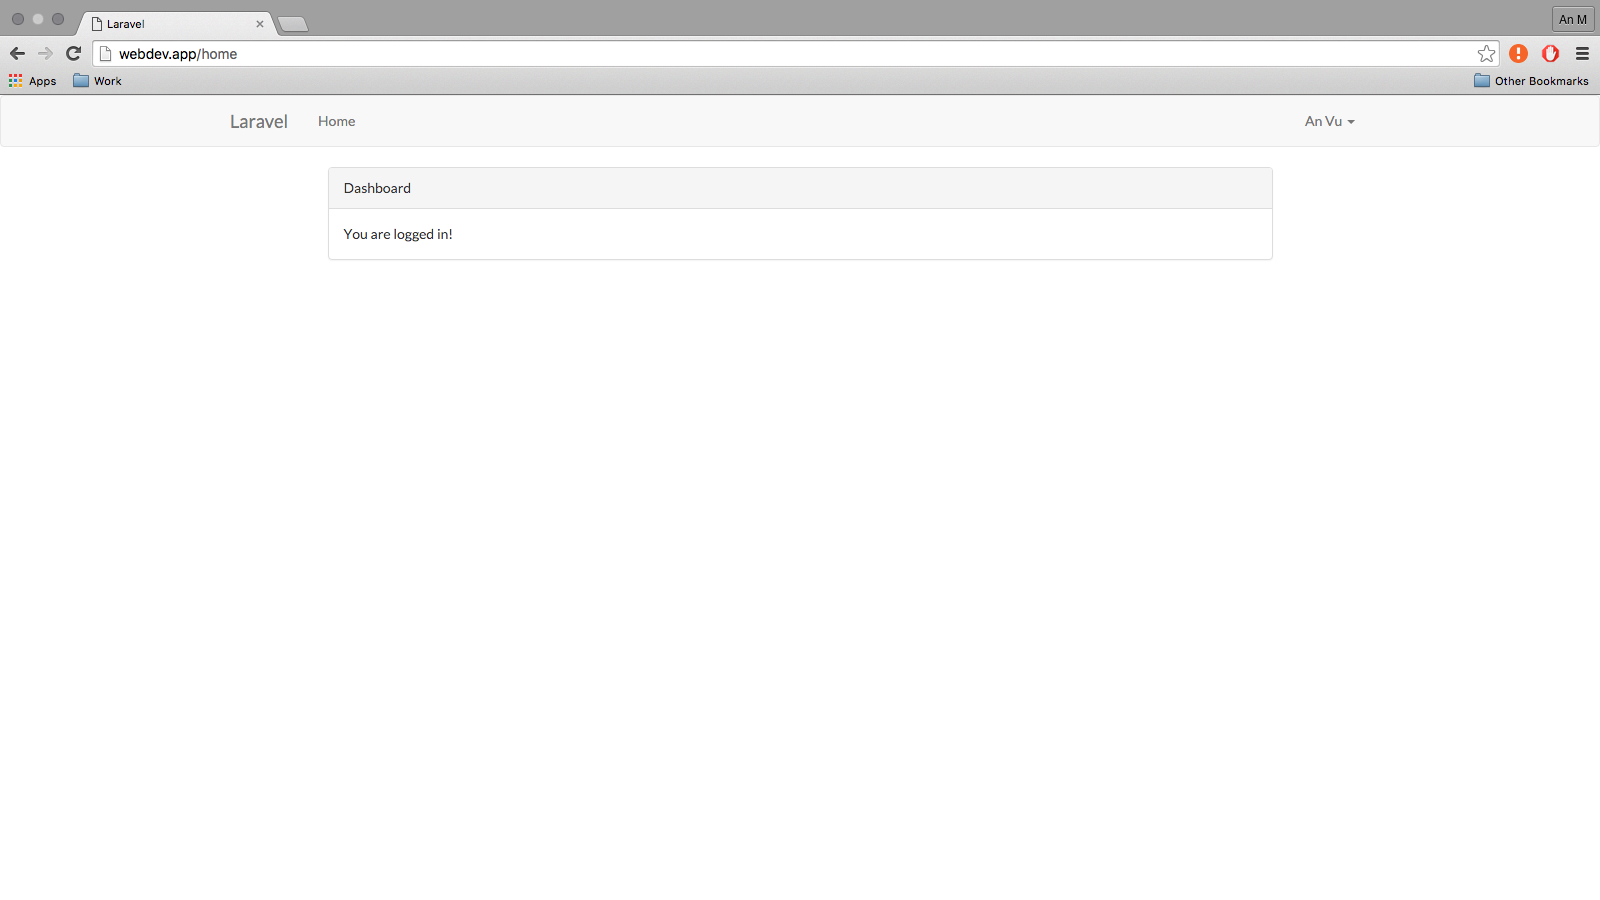 Laravel
An M
webdev.app/home
Apps Work Other Bookmarks
Laravel Home An Vu
Dashboard
You are logged in!